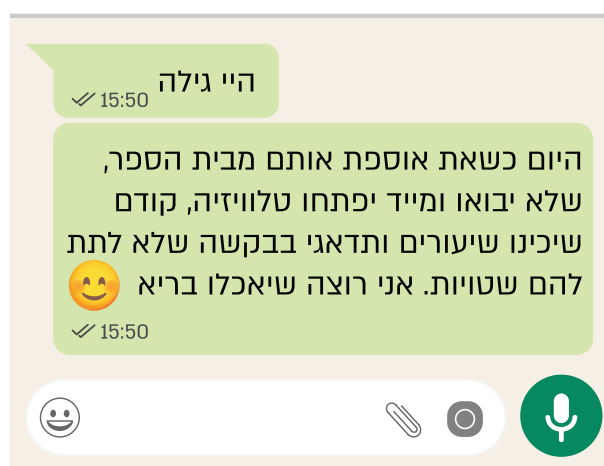 היי גילה
15:50
היום כשאת אוספת אותם מבית הספר,
שלא יבואו ומייד יפתחו טלוויזיה, קודם
שיכינו שיעורים ותדאגי בבקשה שלא לתת
להם שטויות. אני רוצה שיאכלו בריא 😊
15:50